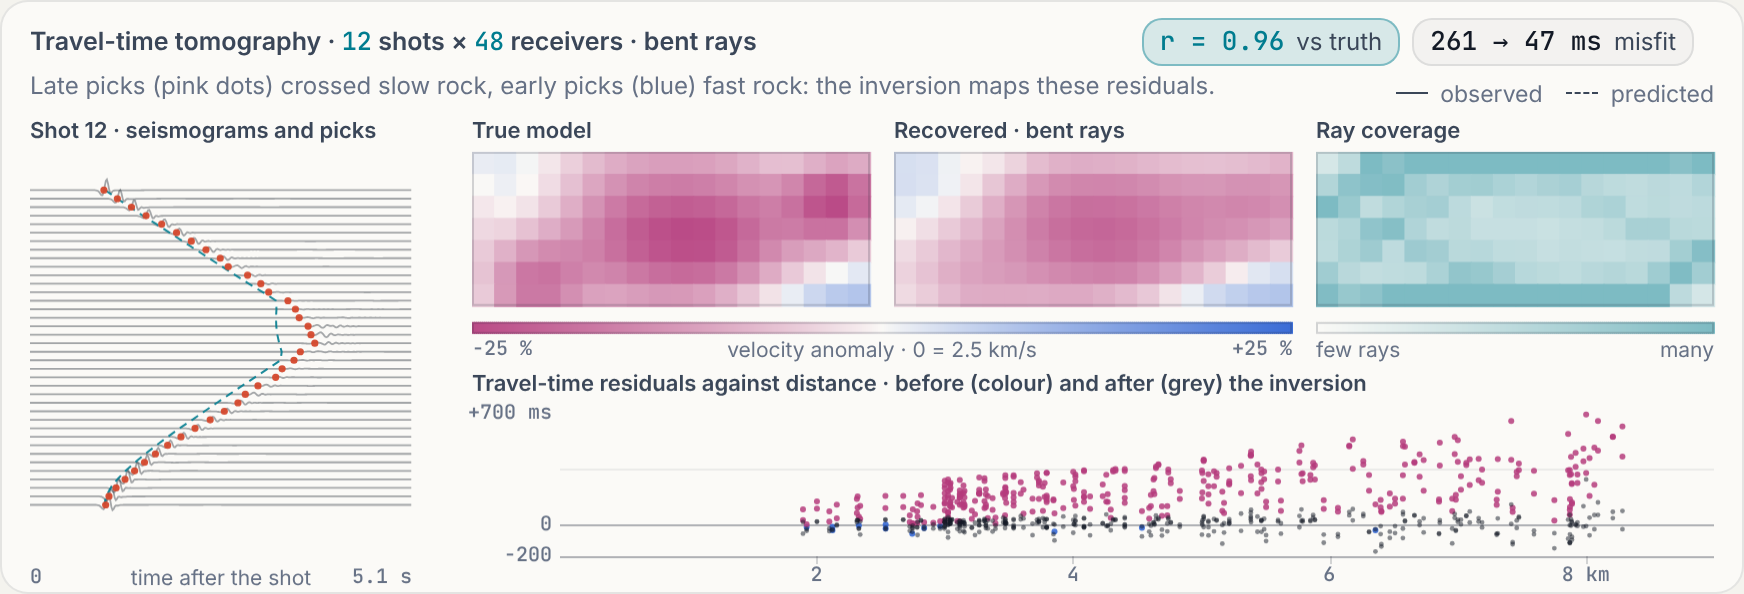 Travel-time tomography · 12 shots × 48 receivers · bent rays
r = 0.96 vs truth
261 → 47 ms misfit
Late picks (pink dots) crossed slow rock, early picks (blue) fast rock: the inversion maps these residuals.
observed
predicted
Shot 12 · seismograms and picks
True model
Recovered · bent rays
Ray coverage
-25 %
velocity anomaly · 0 = 2.5 km/s
+25 %
few rays
many
Travel-time residuals against distance · before (colour) and after (grey) the inversion
+700 ms
0
-200
2
4
6
8 km
0
time after the shot
5.1 s